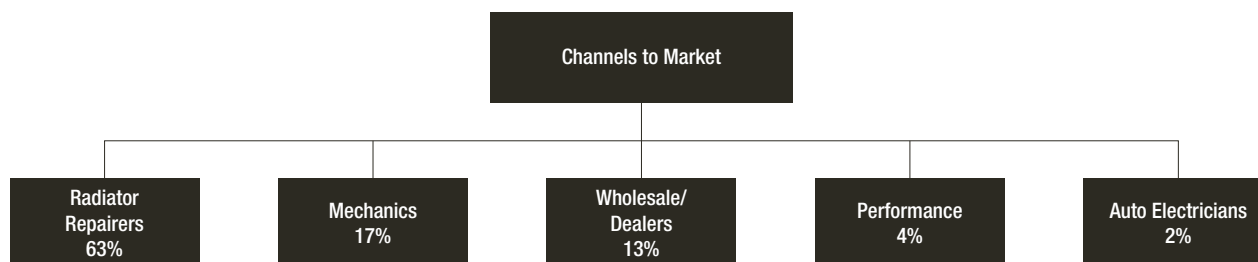 Channels to Market
Radiator
Repairers
63%
Mechanics
17%
Wholesale/
Dealers
13%
Performance
4%
Auto Electricians
2%